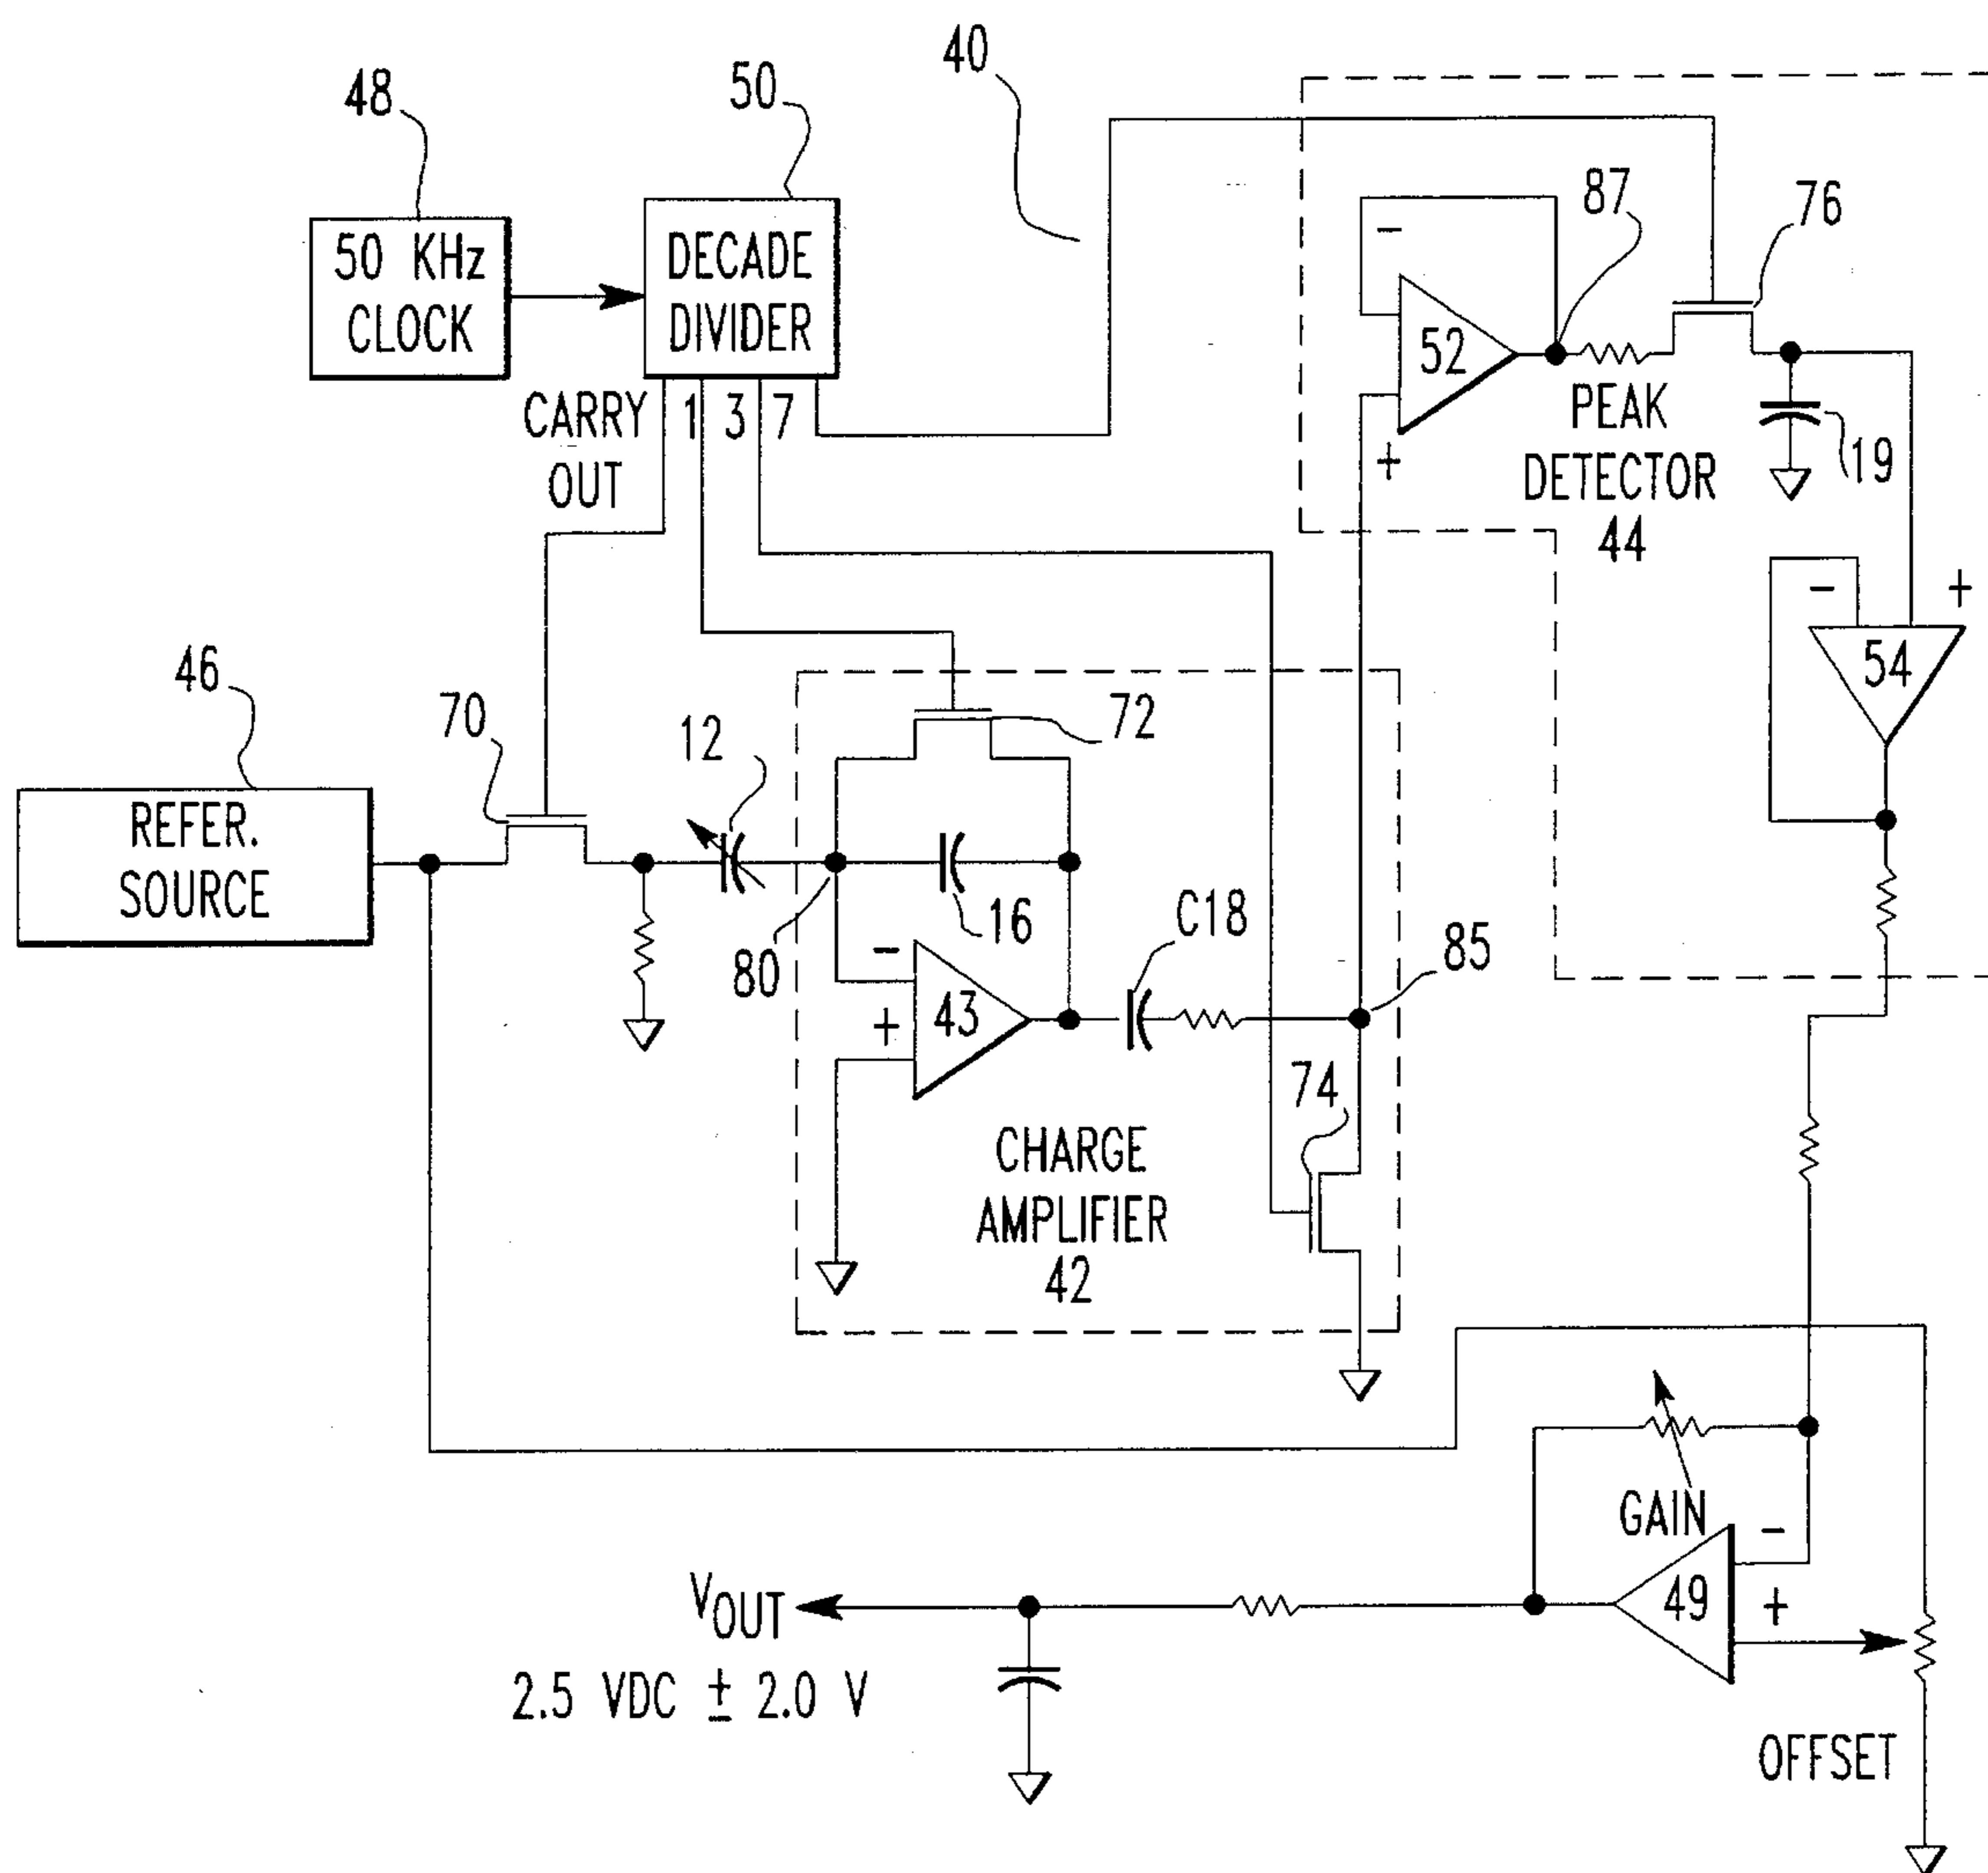 40
48
50
50 KHz
CLOCK
DECADE
DIVIDER
87
76
-
52
+
CARRY
OUT
1 3 7
PEAK
DETECTOR
44
19
- +
54
46
70
12
72
REFER.
SOURCE
16
80
C18
85
-
+
43
74
CHARGE
AMPLIFIER
42
GAIN
-
49
+
VOUT
2.5 VDC ± 2.0 V
OFFSET